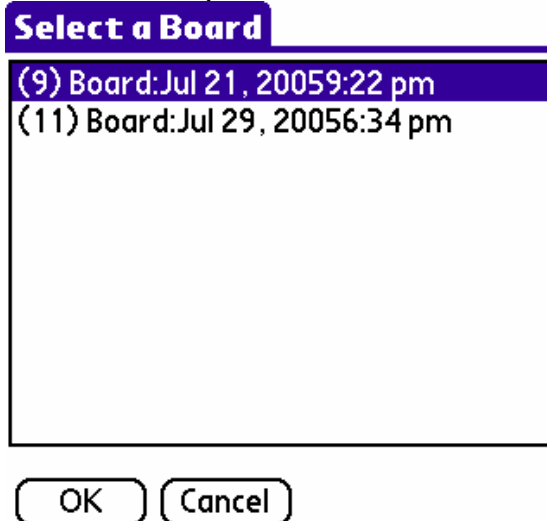 Select a Board
(9) Board:Jul 21, 20059:22 pm
(11) Board:Jul 29, 20056:34 pm
OK Cancel